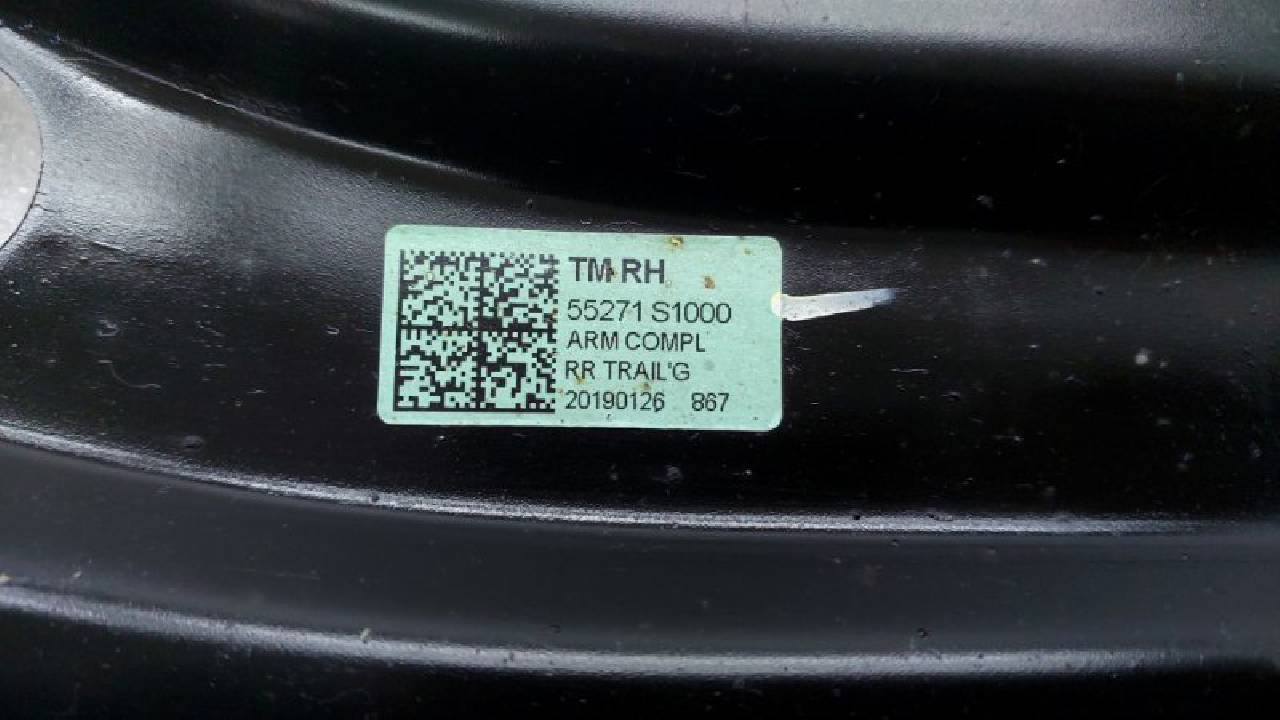 TM RH
55271 S1000
ARM COMPL
RR TRAIL'G
20190126 867